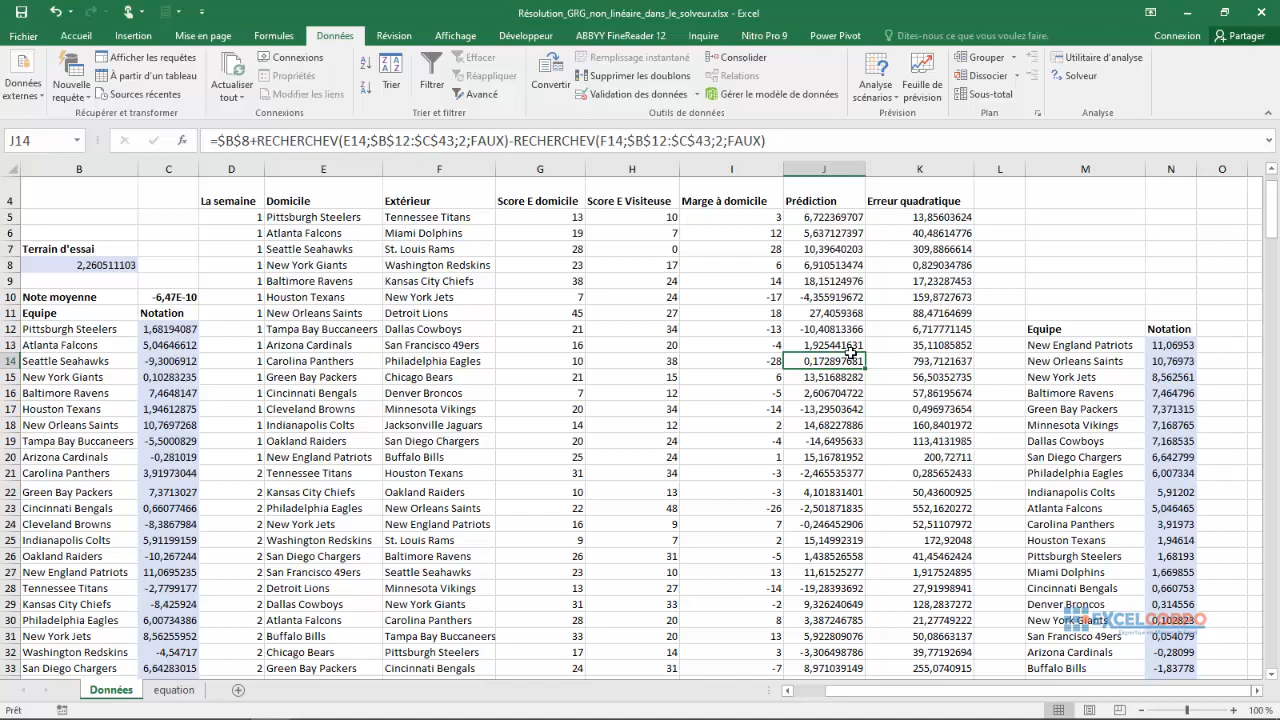 Résolution_GRG_non_linéaire_dans_le_solveur.xlsx - Excel
Fichier Accueil Insertion Mise en page Formules Données Révision Affichage Développeur ABBYY FineReader 12 Inquire Nitro Pro 9 Power Pivot Dites-nous ce que vous voulez faire. Connexion Partager
Données externes
Nouvelle requête
Afficher les requêtes
À partir d'un tableau
Sources récentes
Récupérer et transformer
Actualiser tout
Connexions
Propriétés
Modifier les liens
Connexions
Trier
Filtrer
Effacer
Réappliquer
Avancé
Trier et filtrer
Convertir
Remplissage instantané
Supprimer les doublons
Validation des données
Consolider
Relations
Gérer le modèle de données
Outils de données
Analyse scénarios
Feuille de prévision
Prévision
Grouper
Dissocier
Sous-total
Plan
Utilitaire d'analyse
Solveur
Analyse
J14 =$B$8+RECHERCHEV(E14;$B$12:$C$43;2;FAUX)-RECHERCHEV(F14;$B$12:$C$43;2;FAUX)
B C D E F G H I J K L M N O
4 La semaine Domicile Extérieur Score E domicile Score E Visiteuse Marge à domicile Prédiction Erreur quadratique
5 1 Pittsburgh Steelers Tennessee Titans 13 10 3 6,722369707 13,85603624
6 1 Atlanta Falcons Miami Dolphins 19 7 12 5,637127397 40,48614776
7 Terrain d'essai 1 Seattle Seahawks St. Louis Rams 28 0 28 10,39640203 309,8866614
8 2,260511103 1 New York Giants Washington Redskins 23 17 6 6,910513474 0,829034786
9 1 Baltimore Ravens Kansas City Chiefs 38 24 14 18,15124976 17,23287453
10 Note moyenne -6,47E-10 1 Houston Texans New York Jets 7 24 -17 -4,355919672 159,8727673
11 Equipe Notation 1 New Orleans Saints Detroit Lions 45 27 18 27,4059368 88,47164899
12 Pittsburgh Steelers 1,68194087 1 Tampa Bay Buccaneers Dallas Cowboys 21 34 -13 -10,40813366 6,717771145 Equipe Notation
13 Atlanta Falcons 5,04646612 1 Arizona Cardinals San Francisco 49ers 16 20 -4 1,925441631 35,11085852 New England Patriots 11,06953
14 Seattle Seahawks -9,3006912 1 Carolina Panthers Philadelphia Eagles 10 38 -28 0,172897681 793,7121637 New Orleans Saints 10,76973
15 New York Giants 0,10283235 1 Green Bay Packers Chicago Bears 21 15 6 13,51688282 56,50352735 New York Jets 8,562561
16 Baltimore Ravens 7,4648147 1 Cincinnati Bengals Denver Broncos 7 12 -5 2,606704722 57,86195674 Baltimore Ravens 7,464796
17 Houston Texans 1,94612875 1 Cleveland Browns Minnesota Vikings 20 34 -14 -13,29503642 0,496973654 Green Bay Packers 7,371315
18 New Orleans Saints 10,7697268 1 Indianapolis Colts Jacksonville Jaguars 14 12 2 14,68227886 160,8401972 Minnesota Vikings 7,168765
19 Tampa Bay Buccaneers -5,5000829 1 Oakland Raiders San Diego Chargers 20 24 -4 -14,6495633 113,4131985 Dallas Cowboys 7,168535
20 Arizona Cardinals -0,281019 1 New England Patriots Buffalo Bills 25 24 1 15,16781952 200,72711 San Diego Chargers 6,642799
21 Carolina Panthers 3,91973044 2 Tennessee Titans Houston Texans 31 34 -3 -2,465535377 0,285652433 Philadelphia Eagles 6,007334
22 Green Bay Packers 7,3713027 2 Kansas City Chiefs Oakland Raiders 10 13 -3 4,101831401 50,43600925 Indianapolis Colts 5,91202
23 Cincinnati Bengals 0,66077466 2 Philadelphia Eagles New Orleans Saints 22 48 -26 -2,501871835 552,1620272 Atlanta Falcons 5,046465
24 Cleveland Browns -8,3867984 2 New York Jets New England Patriots 16 9 7 -0,246452906 52,51107972 Carolina Panthers 3,91973
25 Indianapolis Colts 5,91199159 2 Washington Redskins St. Louis Rams 9 7 2 15,14992319 172,92048 Houston Texans 1,94614
26 Oakland Raiders -10,267244 2 San Diego Chargers Baltimore Ravens 26 31 -5 1,438526558 41,45462424 Pittsburgh Steelers 1,68193
27 New England Patriots 11,0695235 2 San Francisco 49ers Seattle Seahawks 23 10 13 11,61525277 1,917524895 Miami Dolphins 1,669855
28 Tennessee Titans -2,7799177 2 Detroit Lions Minnesota Vikings 13 27 -14 -19,28393692 27,91998941 Cincinnati Bengals 0,660753
29 Kansas City Chiefs -8,425924 2 Dallas Cowboys New York Giants 31 33 -2 9,326240649 128,2837272 Denver Broncos 0,314556
30 Philadelphia Eagles 6,00734386 2 Atlanta Falcons Carolina Panthers 28 20 8 3,387246785 21,27749222 New York Giants 0,102823
31 New York Jets 8,56255952 2 Buffalo Bills Tampa Bay Buccaneers 33 20 13 5,922809076 50,08663137 San Francisco 49ers 0,054079
32 Washington Redskins -4,54717 2 Chicago Bears Pittsburgh Steelers 17 14 3 -3,306498786 39,77192694 Arizona Cardinals -0,28099
33 San Diego Chargers 6,64283015 2 Green Bay Packers Cincinnati Bengals 24 31 -7 8,971039149 255,0740915 Buffalo Bills -1,83778
Données equation
Prêt 100 %